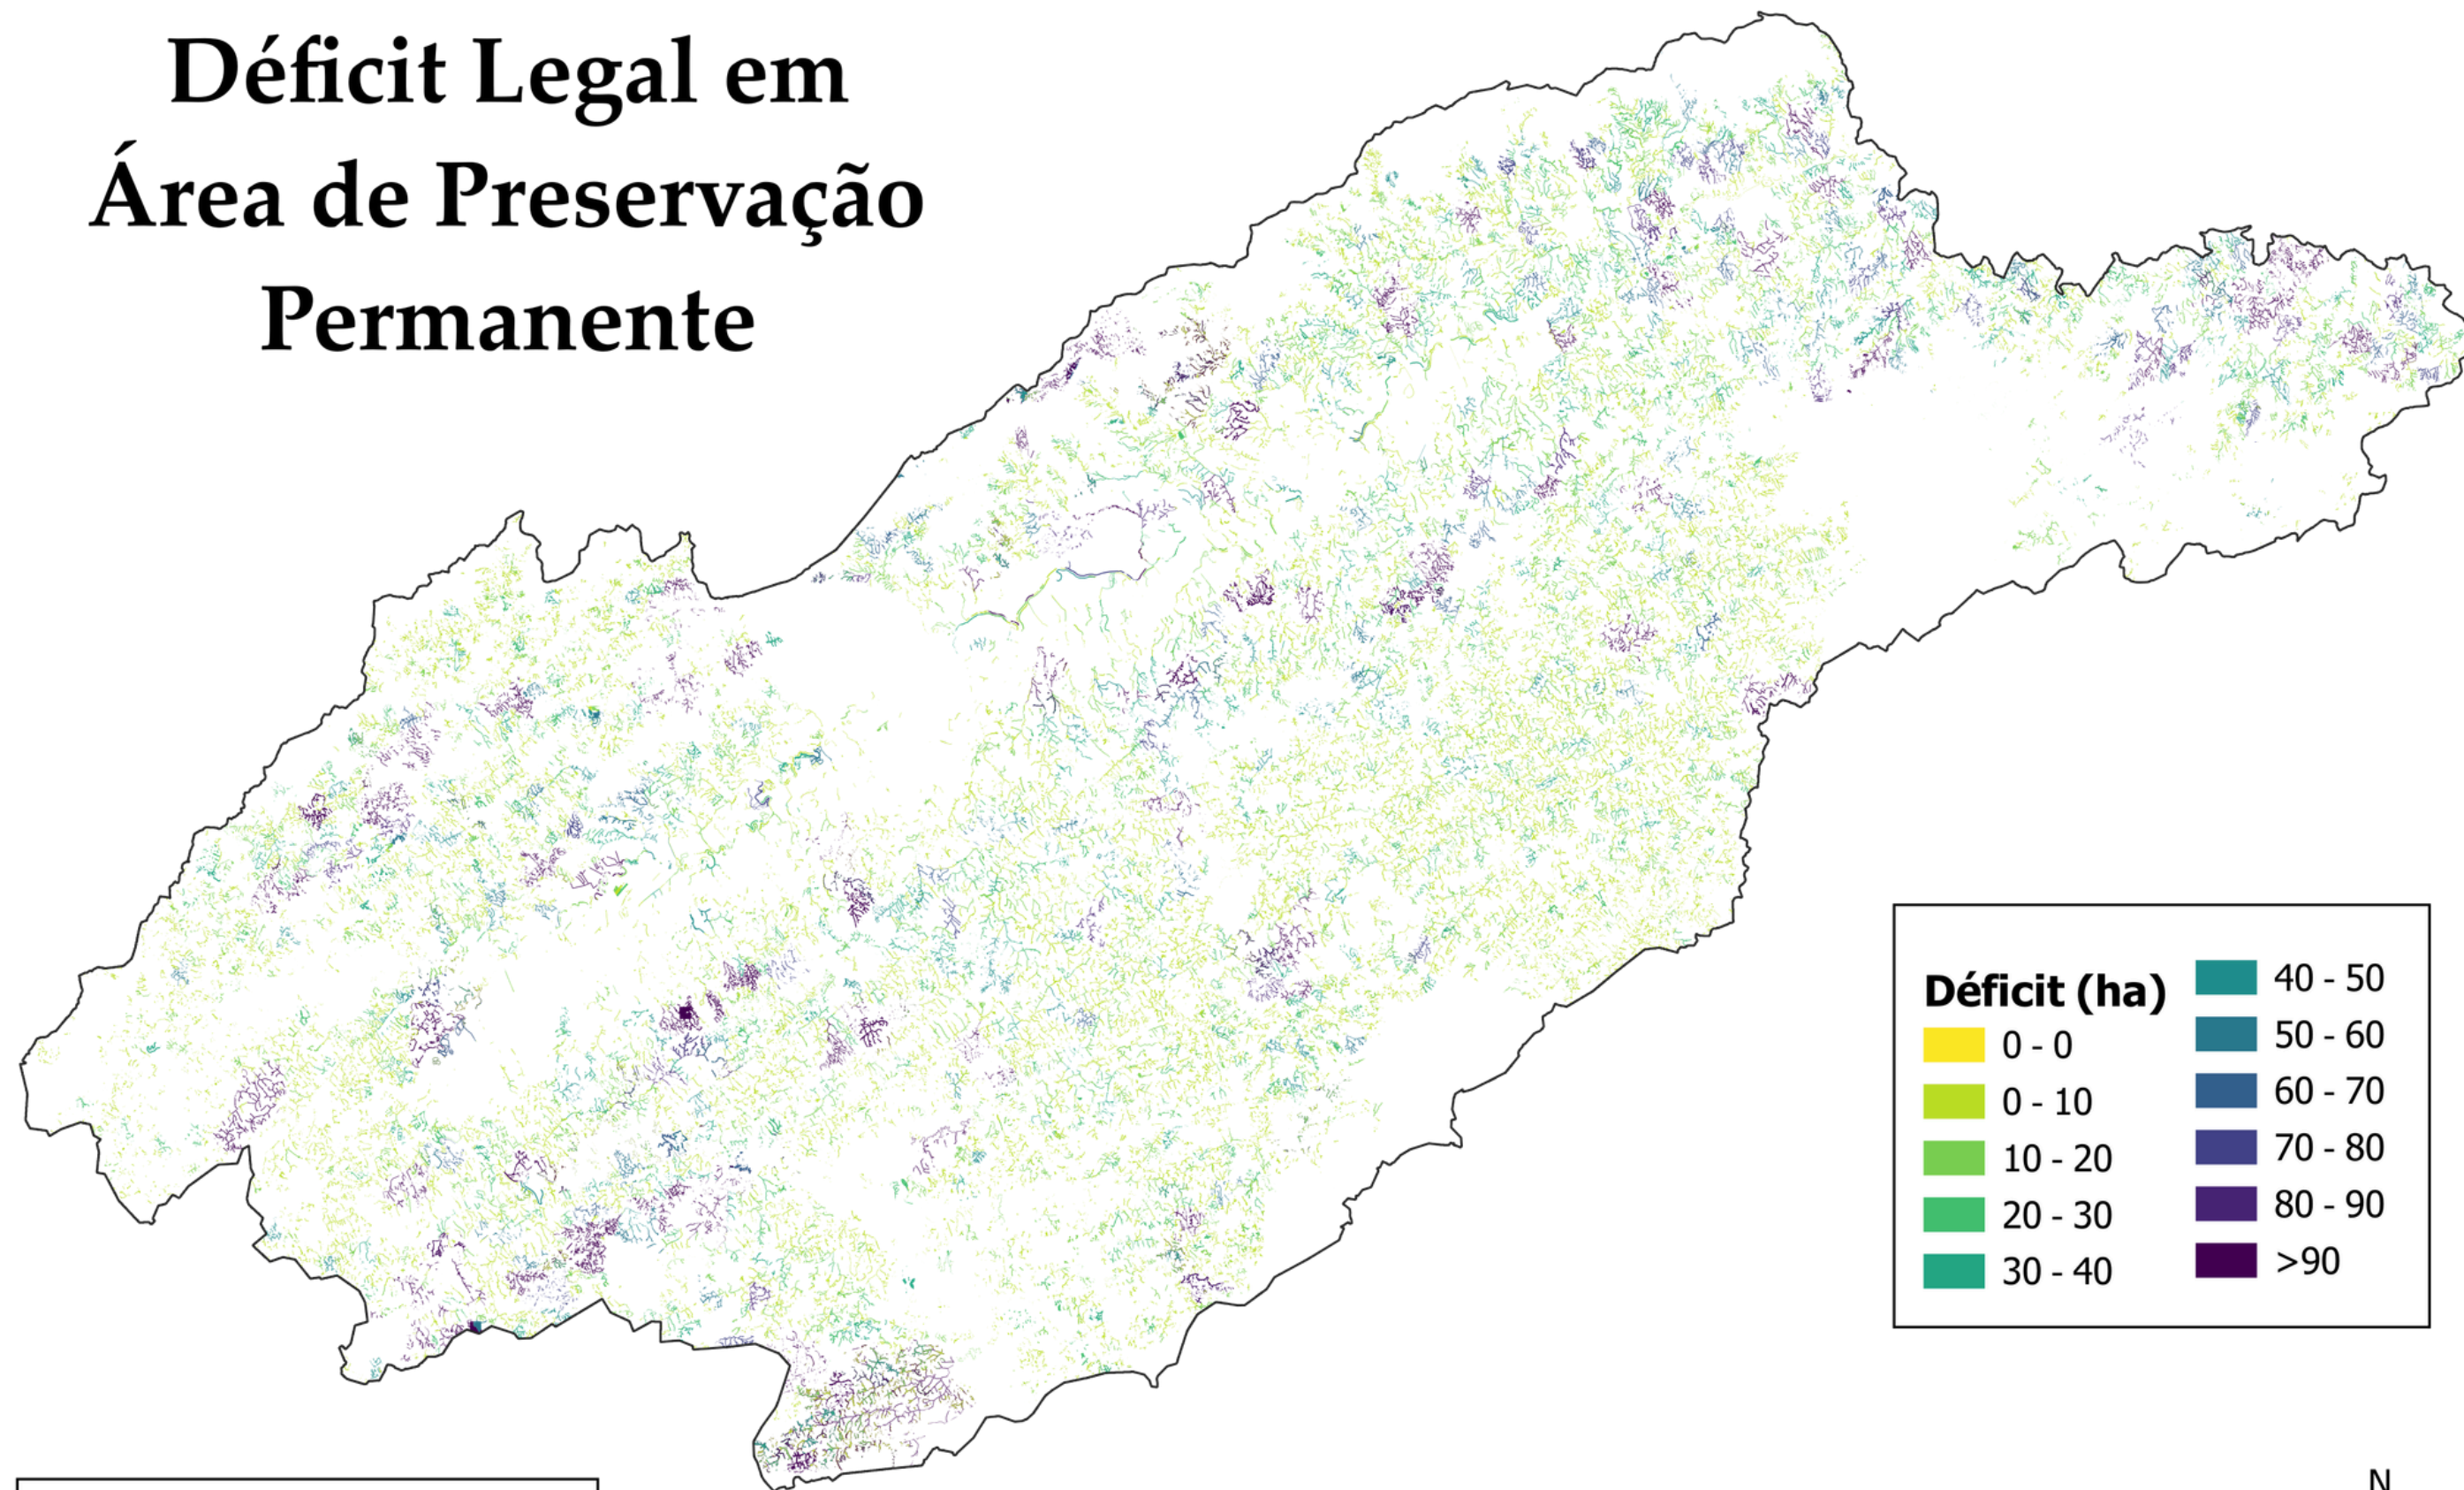 Déficit Legal em
Área de Preservação
Permanente
Déficit (ha)
0 - 0
0 - 10
10 - 20
20 - 30
30 - 40
40 - 50
50 - 60
60 - 70
70 - 80
80 - 90
>90
N